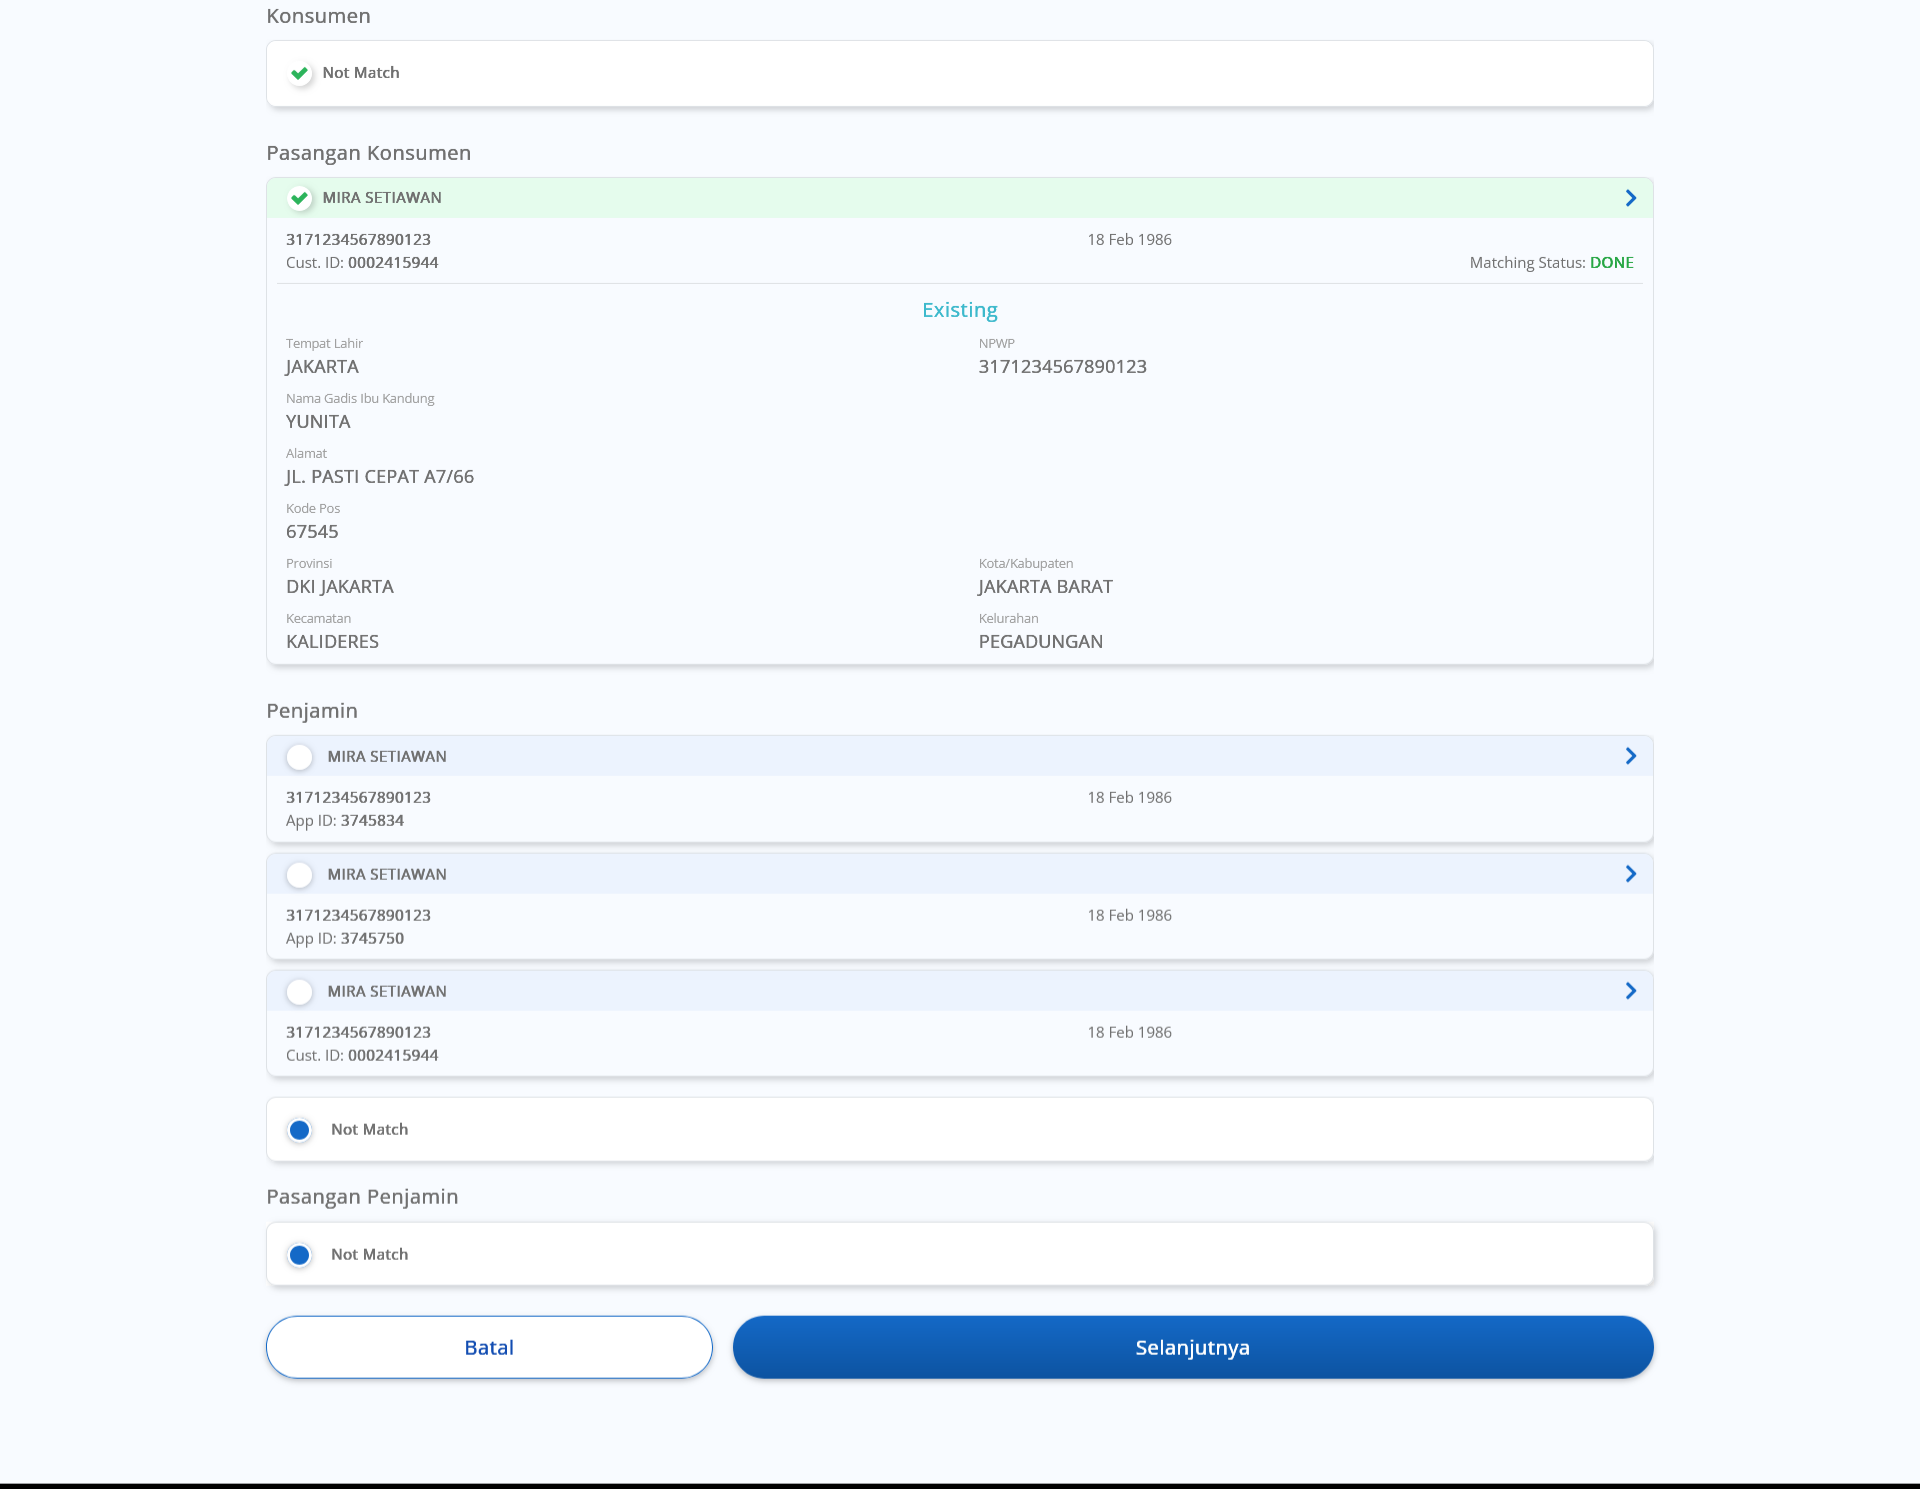 Konsumen
Not Match
Pasangan Konsumen
MIRA SETIAWAN
3171234567890123 18 Feb 1986
Cust. ID: 0002415944 Matching Status: DONE
Existing
Tempat Lahir NPWP
JAKARTA 3171234567890123
Nama Gadis Ibu Kandung
YUNITA
Alamat
JL. PASTI CEPAT A7/66
Kode Pos
67545
Provinsi Kota/Kabupaten
DKI JAKARTA JAKARTA BARAT
Kecamatan Kelurahan
KALIDERES PEGADUNGAN
Penjamin
MIRA SETIAWAN
3171234567890123 18 Feb 1986
App ID: 3745834
MIRA SETIAWAN
3171234567890123 18 Feb 1986
App ID: 3745750
MIRA SETIAWAN
3171234567890123 18 Feb 1986
Cust. ID: 0002415944
Not Match
Pasangan Penjamin
Not Match
Batal Selanjutnya